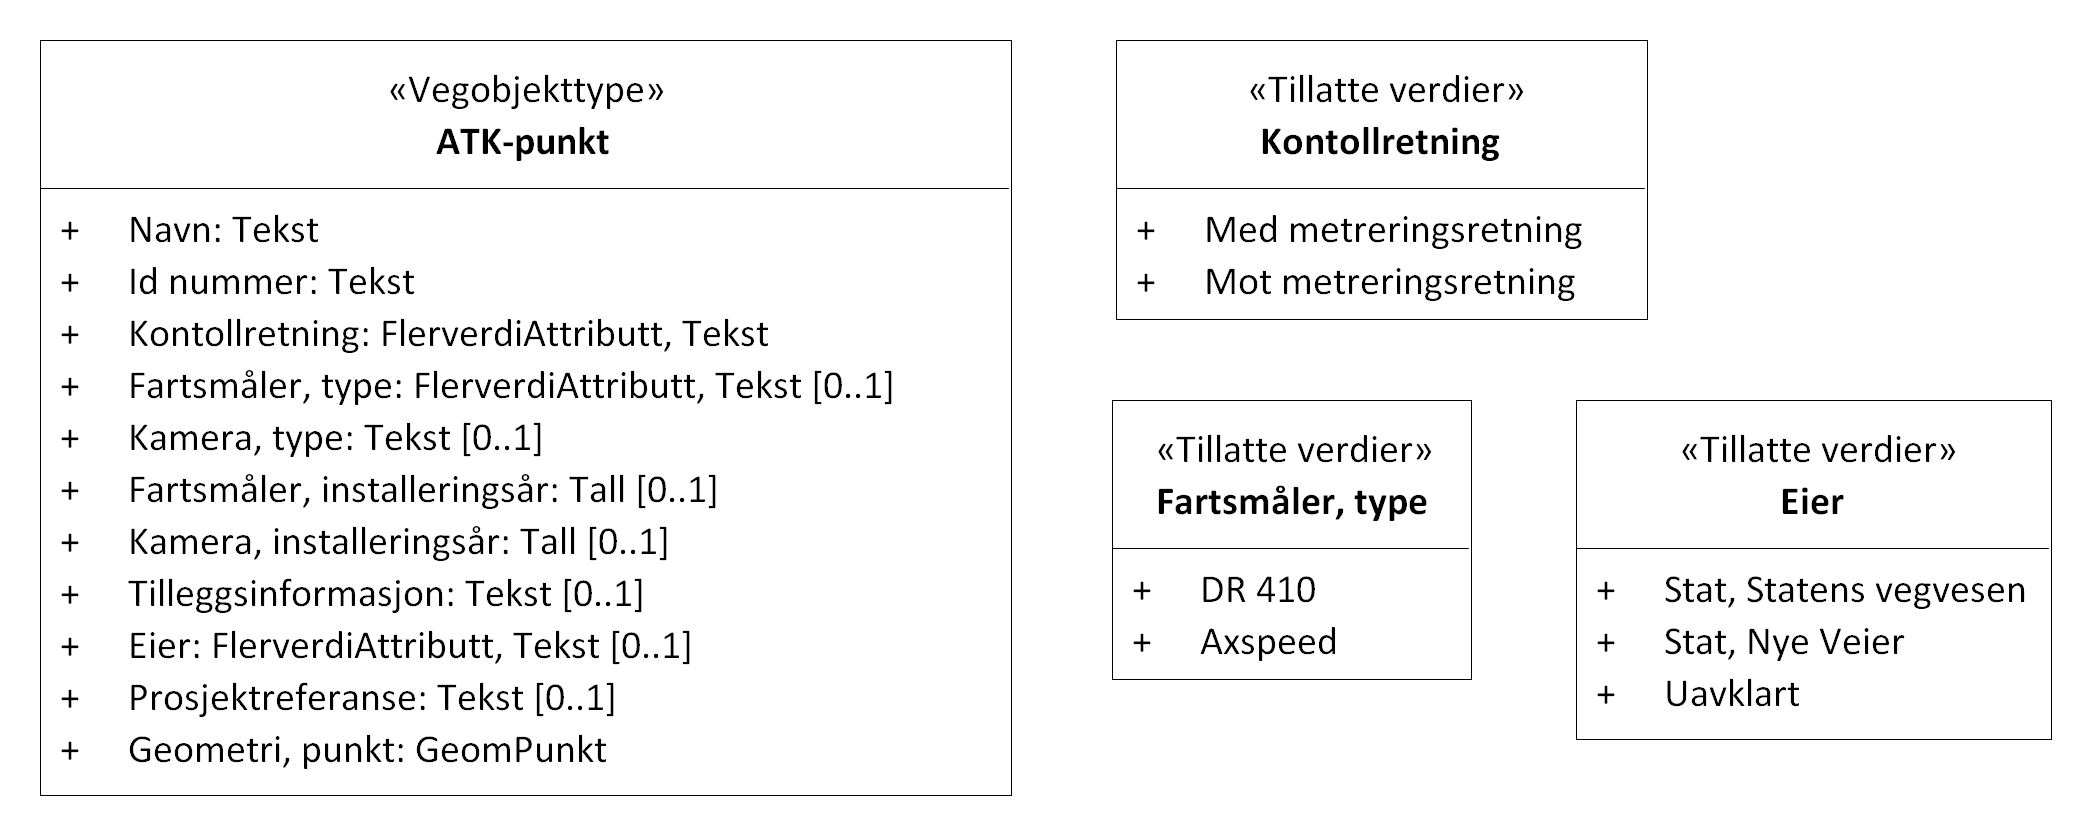 «Vegobjekttype»
ATK-punkt
+ Navn: Tekst
+ Id nummer: Tekst
+ Kontollretning: FlerverdiAttributt, Tekst
+ Fartsmåler, type: FlerverdiAttributt, Tekst [0..1]
+ Kamera, type: Tekst [0..1]
+ Fartsmåler, installeringsår: Tall [0..1]
+ Kamera, installeringsår: Tall [0..1]
+ Tilleggsinformasjon: Tekst [0..1]
+ Eier: FlerverdiAttributt, Tekst [0..1]
+ Prosjektreferanse: Tekst [0..1]
+ Geometri, punkt: GeomPunkt
«Tillatte verdier»
Kontollretning
+ Med metreringsretning
+ Mot metreringsretning
«Tillatte verdier»
Fartsmåler, type
+ DR 410
+ Axspeed
«Tillatte verdier»
Eier
+ Stat, Statens vegvesen
+ Stat, Nye Veier
+ Uavklart